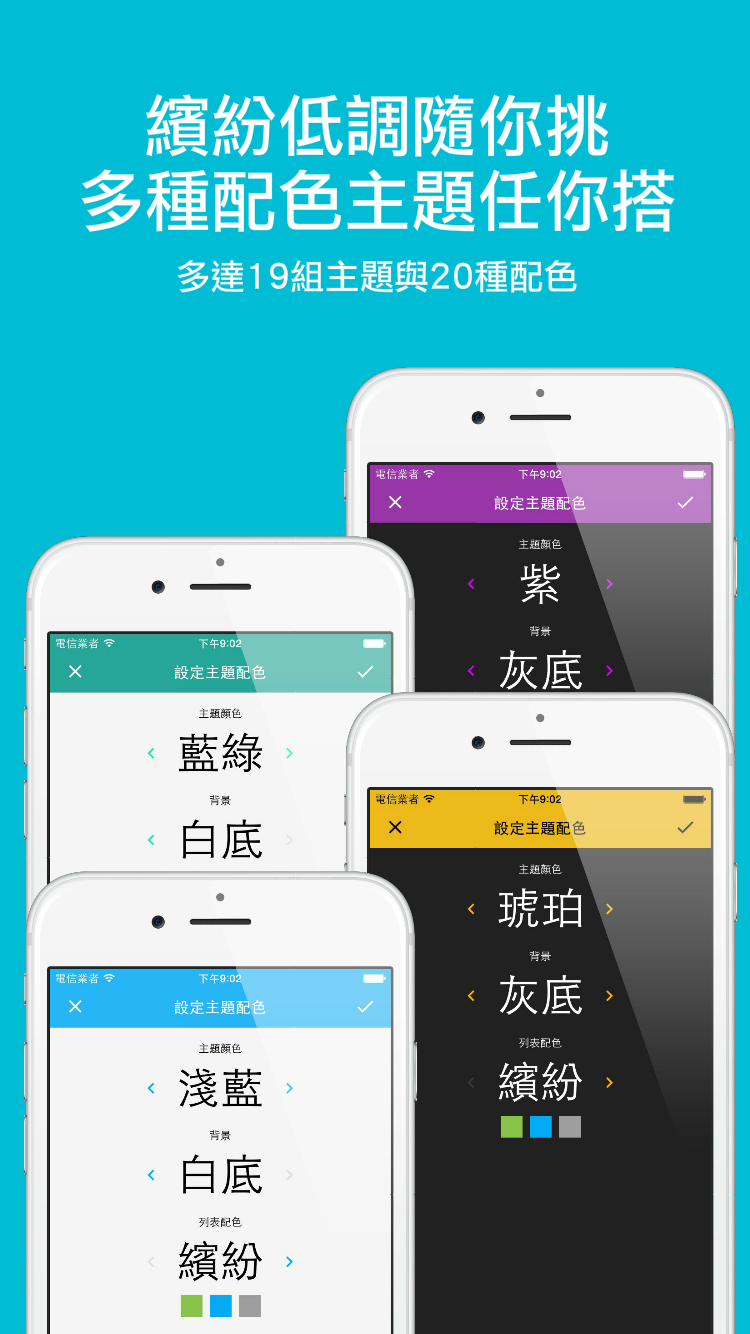 繽紛低調隨你挑
多種配色主題任你搭
多達19組主題與20種配色
電信業者
下午9:02
設定主題配色
主題顏色
紫
背景
灰底
電信業者
下午9:02
設定主題配色
主題顏色
藍綠
背景
白底
電信業者
下午9:02
設定主題配色
主題顏色
琥珀
背景
灰底
列表配色
繽紛
電信業者
下午9:02
設定主題配色
主題顏色
淺藍
背景
白底
列表配色
繽紛